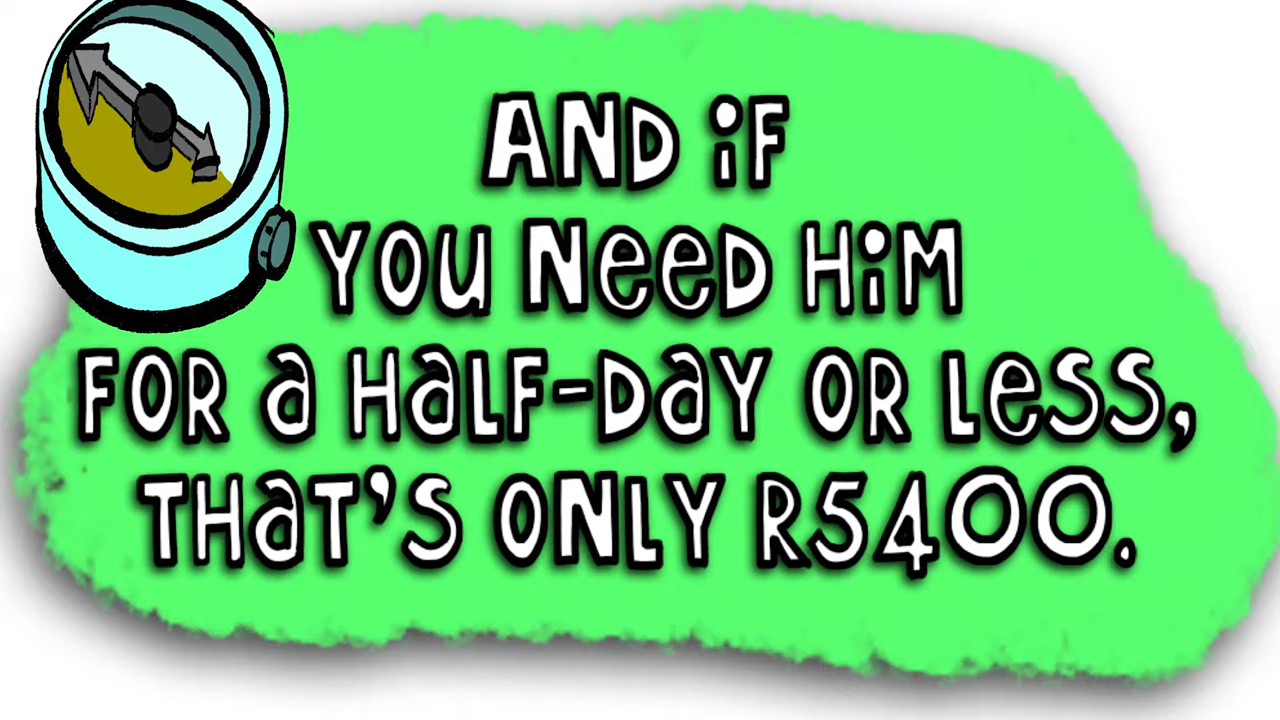 AND iF
YOU NEED HiM
FOR a HaLF-DaY OR LESS,
THaT'S ONLY R5400.